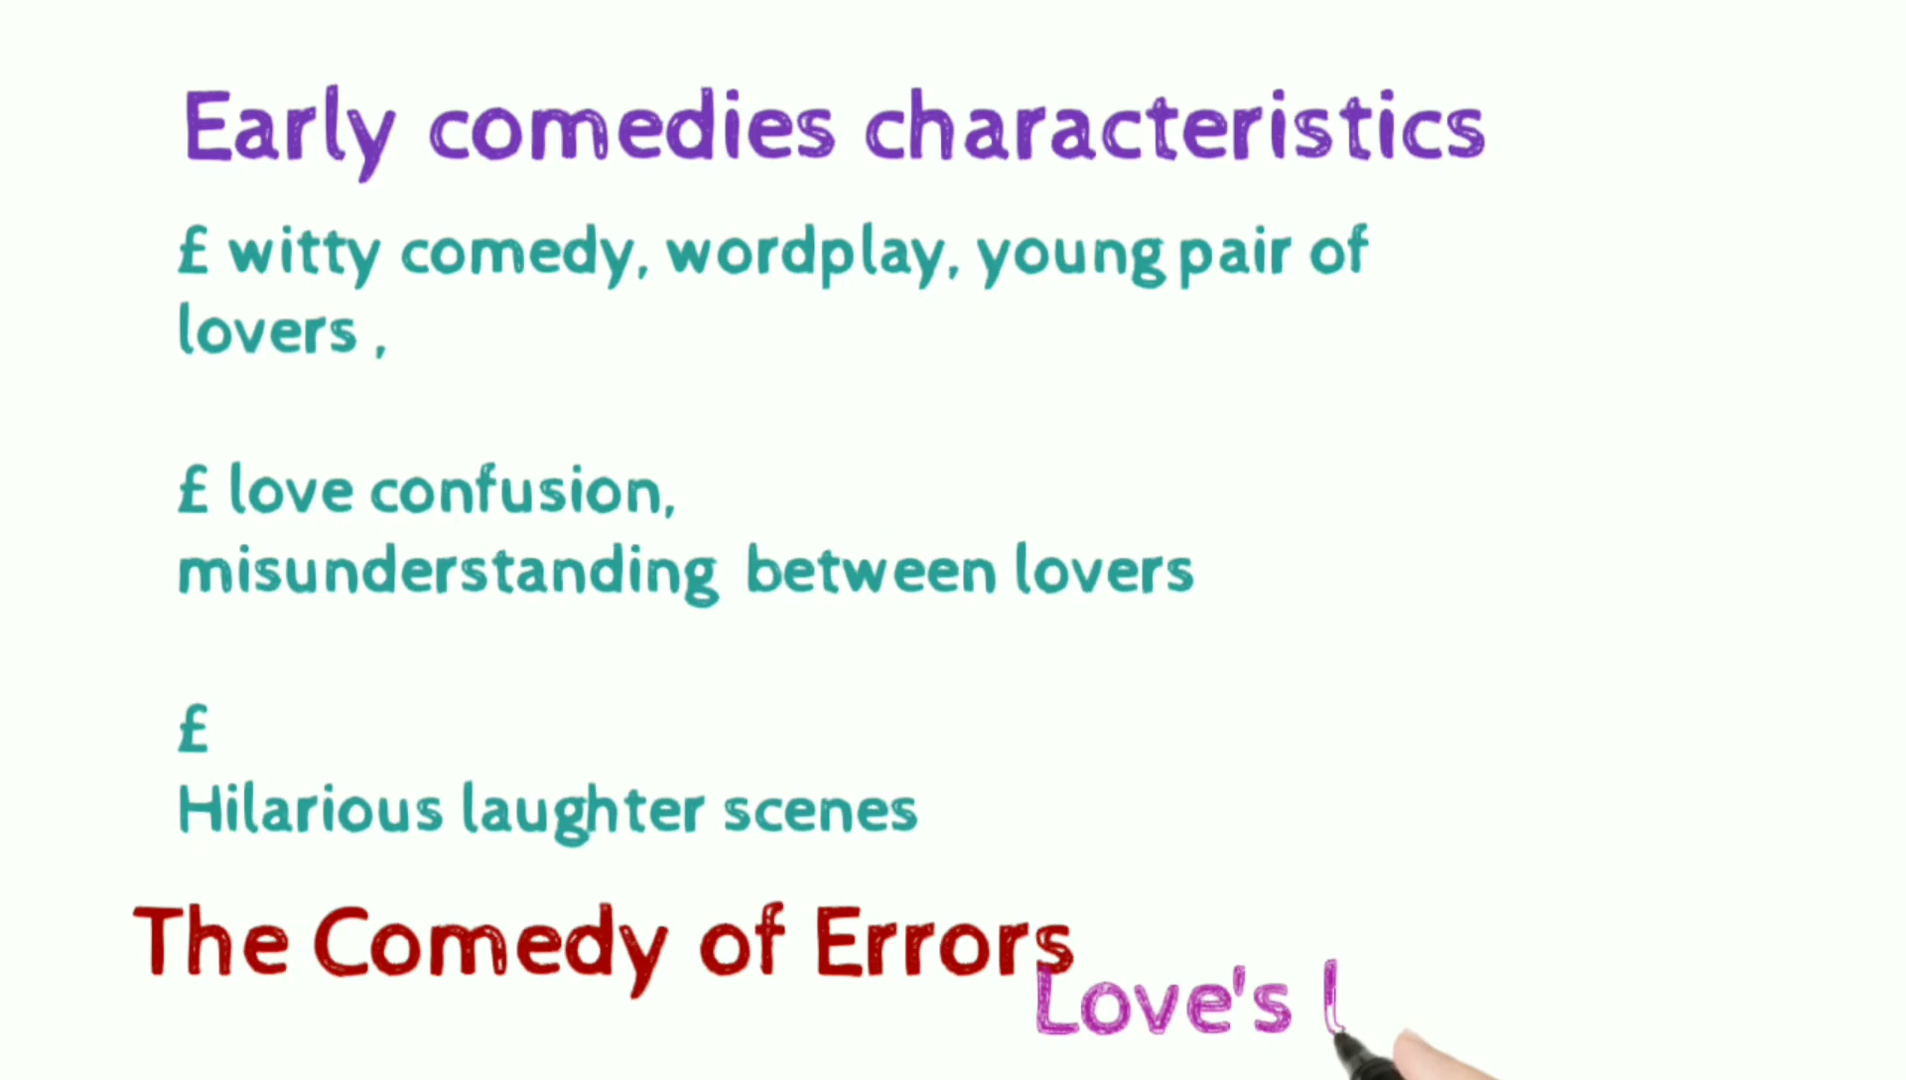 Early comedies characteristics
£ witty comedy, wordplay, young pair of
lovers ,
£ love confusion,
misunderstanding between lovers
£
Hilarious laughter scenes
The Comedy of Errors
Love's